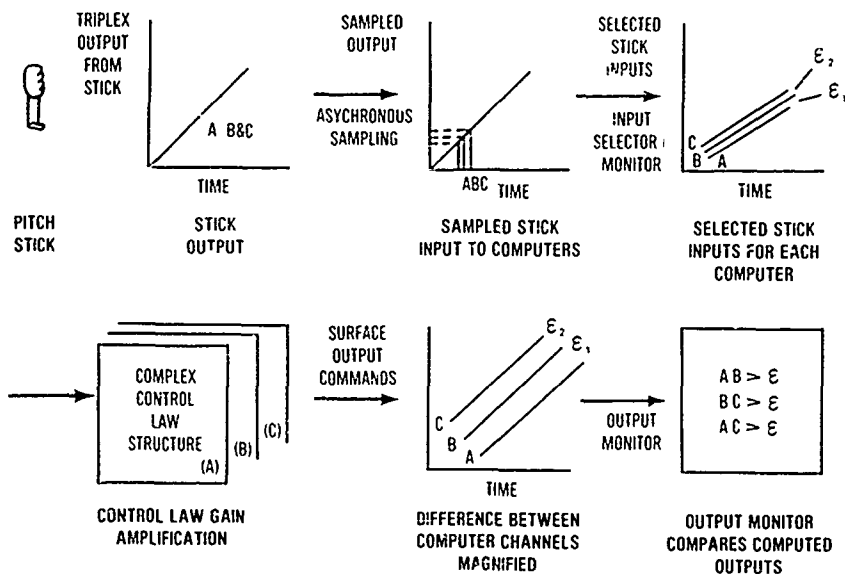 TRIPLEX
OUTPUT
FROM
STICK
A B&C
TIME
PITCH
STICK
STICK
OUTPUT
SAMPLED
OUTPUT
ASYCHRONOUS
SAMPLING
ABC
TIME
SAMPLED STICK
INPUT TO COMPUTERS
SELECTED
STICK
INPUTS
INPUT
SELECTOR /
MONITOR
ε2
ε1
C
B
A
TIME
SELECTED STICK
INPUTS FOR EACH
COMPUTER
COMPLEX
CONTROL
LAW
STRUCTURE
(A)
(B)
(C)
CONTROL LAW GAIN
AMPLIFICATION
SURFACE
OUTPUT
COMMANDS
ε2
ε1
C
B
A
TIME
DIFFERENCE BETWEEN
COMPUTER CHANNELS
MAGNIFIED
OUTPUT
MONITOR
AB > ε
BC > ε
AC > ε
OUTPUT MONITOR
COMPARES COMPUTED
OUTPUTS